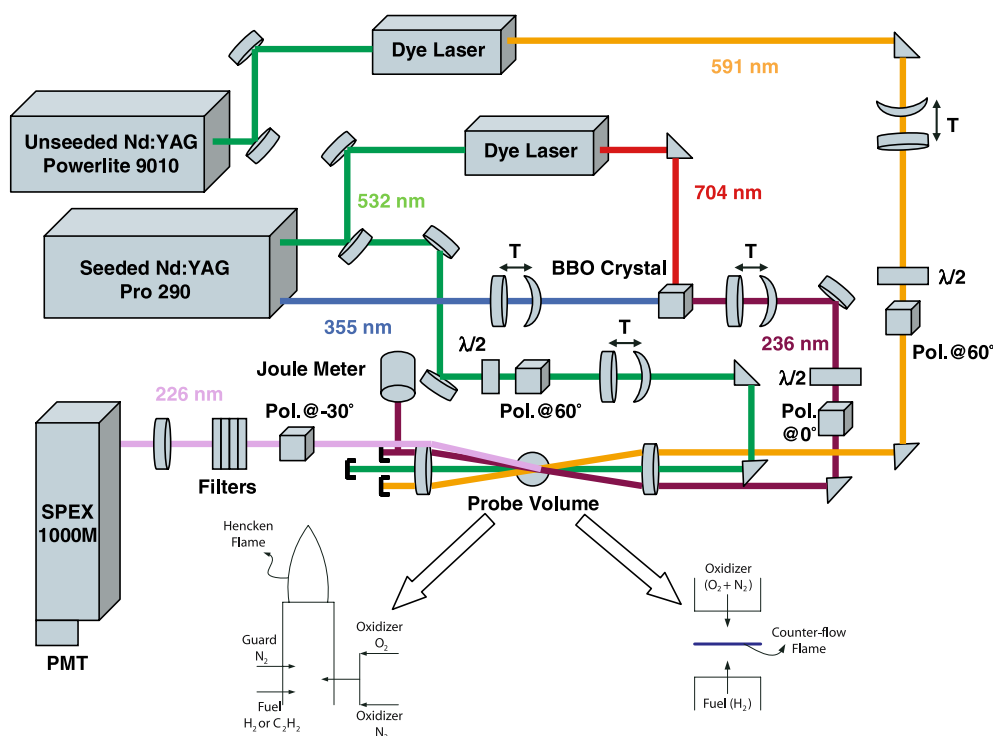 Dye Laser
591 nm
T
Unseeded Nd:YAG
Powerlite 9010
Dye Laser
532 nm
704 nm
Seeded Nd:YAG
Pro 290
T
BBO Crystal
T
λ/2
355 nm
236 nm
Pol.@60°
λ/2
T
Joule Meter
λ/2
226 nm
Pol.@-30°
Pol.@60°
Pol.
@0°
Filters
Probe Volume
SPEX
1000M
PMT
Hencken
Flame
Guard
N2
Fuel
H2 or C2H2
Oxidizer
O2
Oxidizer
N2
Oxidizer
(O2 + N2)
Counter-flow
Flame
Fuel (H2)